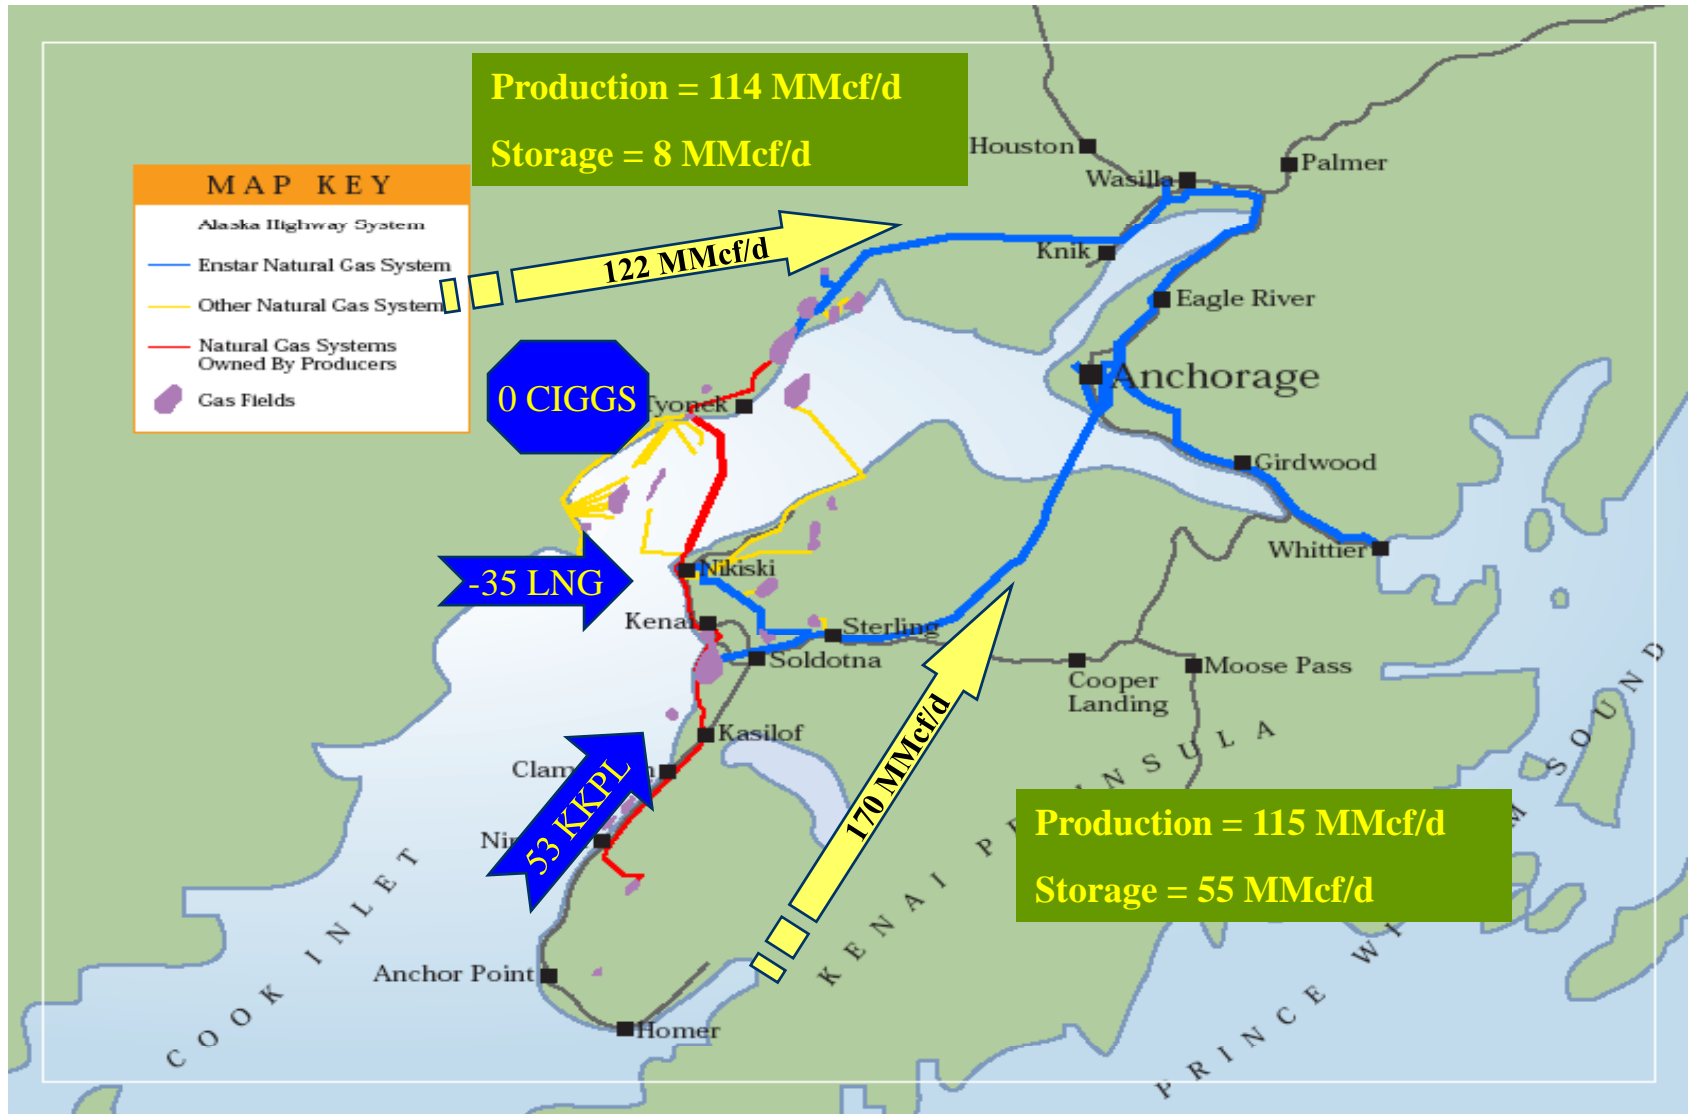 Production = 114 MMcf/d
Storage = 8 MMcf/d
MAP KEY
Alaska Highway System
Enstar Natural Gas System
Other Natural Gas System
Natural Gas Systems
Owned By Producers
Gas Fields
122 MMcf/d
Houston
Wasilla
Palmer
Knik
Eagle River
Anchorage
0 CIGGS
Tyonek
Girdwood
Whittier
-35 LNG
Nikiski
Kenai
Sterling
Soldotna
Cooper
Landing
Moose Pass
Kasilof
53 KKPL
170 MMcf/d
Production = 115 MMcf/d
Storage = 55 MMcf/d
Anchor Point
Homer
COOK INLET
KENAI
PRINCE
SOUND